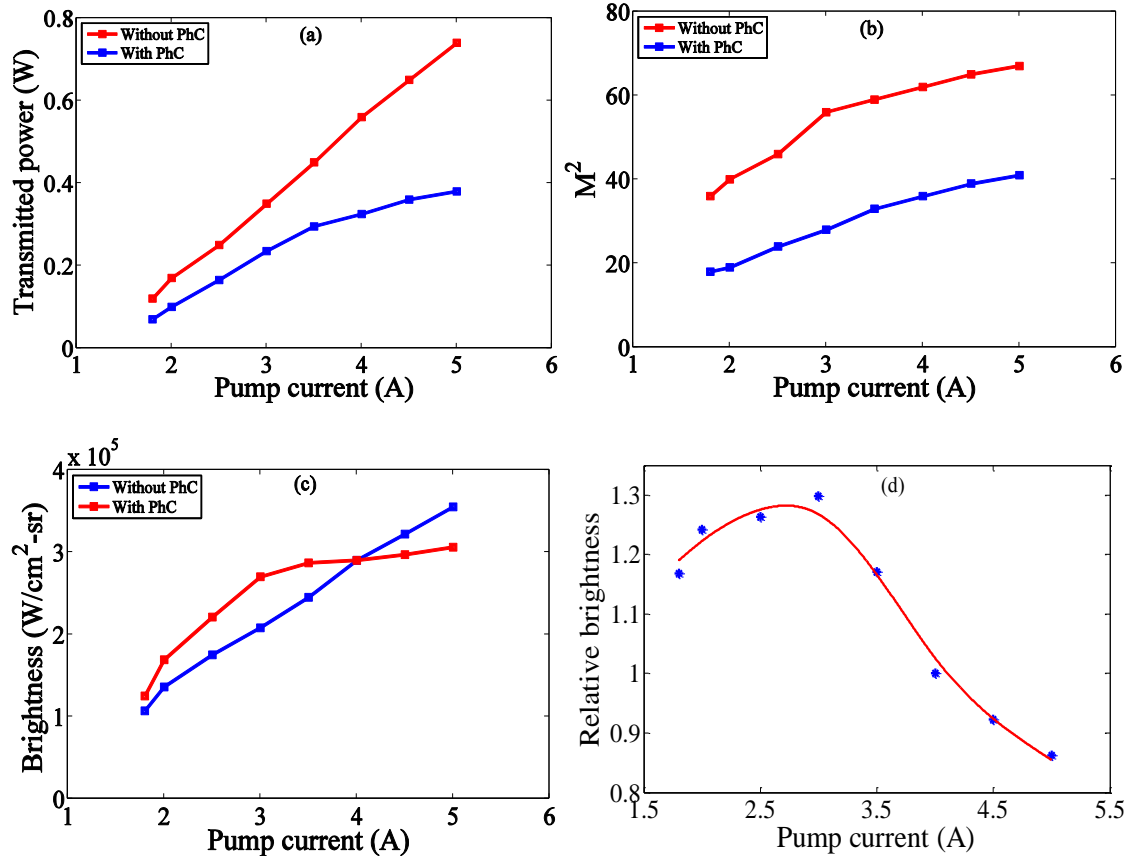 (a)
Without PhC
With PhC
Transmitted power (W)
0.8
0.6
0.4
0.2
0
1 2 3 4 5 6
Pump current (A)
(b)
Without PhC
With PhC
M²
80
60
40
20
0
1 2 3 4 5 6
Pump current (A)
x 10⁵
(c)
Without PhC
With PhC
Brightness (W/cm²-sr)
4
3
2
1
0
1 2 3 4 5 6
Pump current (A)
(d)
Relative brightness
1.3
1.2
1.1
1
0.9
0.8
1.5 2.5 3.5 4.5 5.5
Pump current (A)